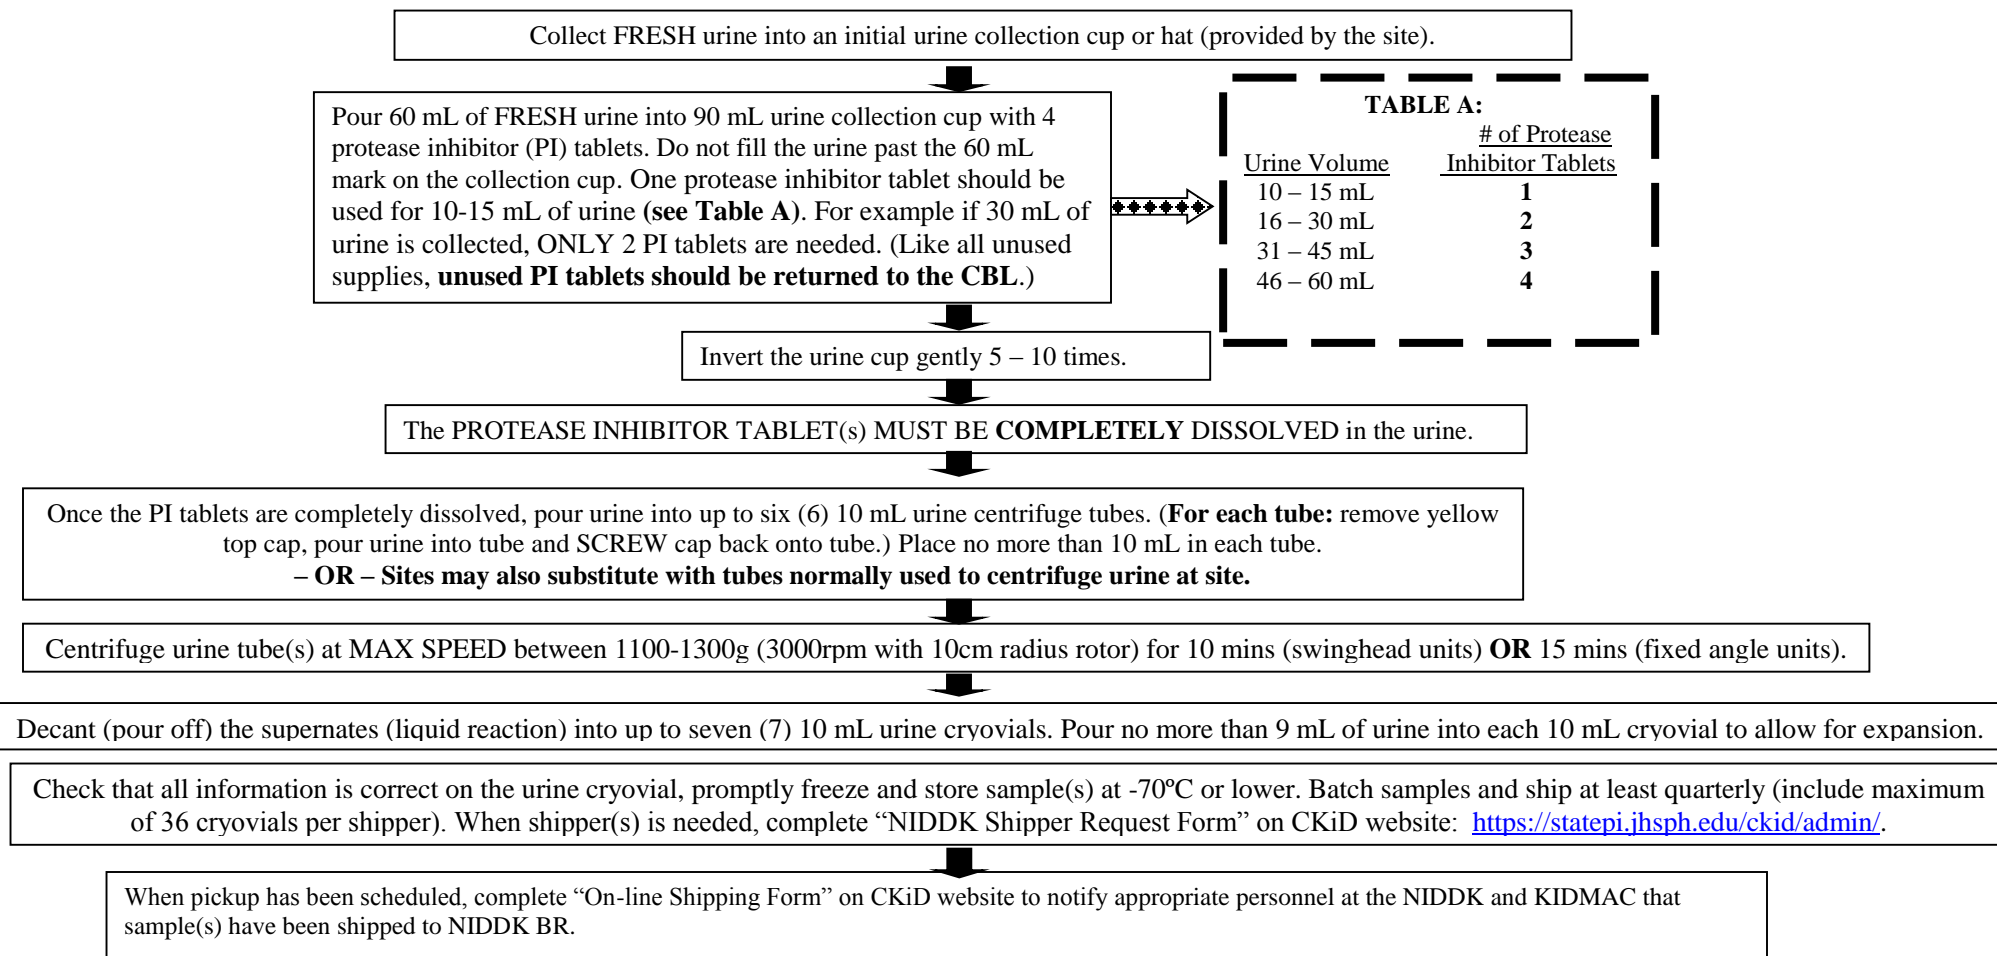 Collect FRESH urine into an initial urine collection cup or hat (provided by the site).
Pour 60 mL of FRESH urine into 90 mL urine collection cup with 4
protease inhibitor (PI) tablets. Do not fill the urine past the 60 mL
mark on the collection cup. One protease inhibitor tablet should be
used for 10-15 mL of urine (see Table A). For example if 30 mL of
urine is collected, ONLY 2 PI tablets are needed. (Like all unused
supplies, unused PI tablets should be returned to the CBL.)
TABLE A:
# of Protease
Urine Volume Inhibitor Tablets
10 – 15 mL 1
16 – 30 mL 2
31 – 45 mL 3
46 – 60 mL 4
Invert the urine cup gently 5 – 10 times.
The PROTEASE INHIBITOR TABLET(s) MUST BE COMPLETELY DISSOLVED in the urine.
Once the PI tablets are completely dissolved, pour urine into up to six (6) 10 mL urine centrifuge tubes. (For each tube: remove yellow
top cap, pour urine into tube and SCREW cap back onto tube.) Place no more than 10 mL in each tube.
– OR – Sites may also substitute with tubes normally used to centrifuge urine at site.
Centrifuge urine tube(s) at MAX SPEED between 1100-1300g (3000rpm with 10cm radius rotor) for 10 mins (swinghead units) OR 15 mins (fixed angle units).
Decant (pour off) the supernates (liquid reaction) into up to seven (7) 10 mL urine cryovials. Pour no more than 9 mL of urine into each 10 mL cryovial to allow for expansion.
Check that all information is correct on the urine cryovial, promptly freeze and store sample(s) at -70ºC or lower. Batch samples and ship at least quarterly (include maximum
of 36 cryovials per shipper). When shipper(s) is needed, complete “NIDDK Shipper Request Form” on CKiD website: https://statepi.jhsph.edu/ckid/admin/.
When pickup has been scheduled, complete “On-line Shipping Form” on CKiD website to notify appropriate personnel at the NIDDK and KIDMAC that
sample(s) have been shipped to NIDDK BR.